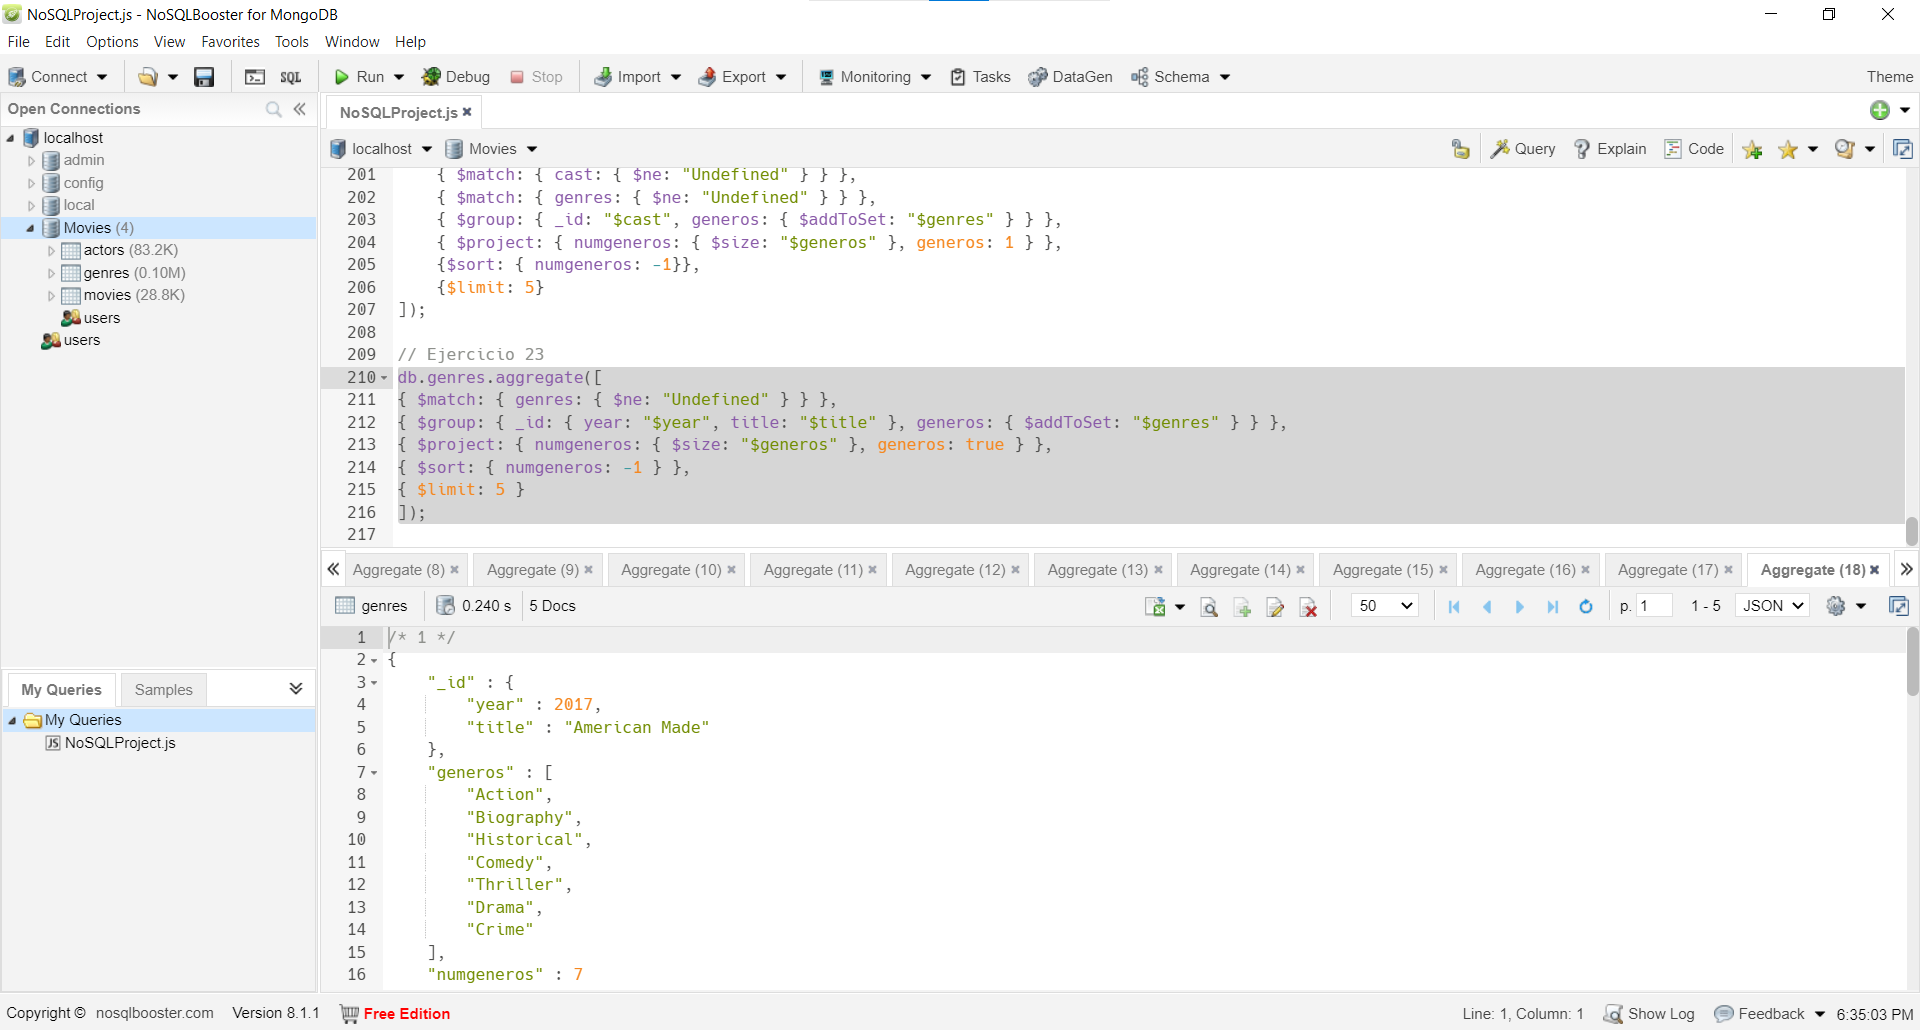 NoSQLProject.js - NoSQLBooster for MongoDB
File Edit Options View Favorites Tools Window Help
Connect SQL Run Debug Stop Import Export Monitoring Tasks DataGen Schema Theme
Open Connections
localhost
admin
config
local
Movies (4)
actors (83.2K)
genres (0.10M)
movies (28.8K)
users
users
My Queries Samples
My Queries
JS NoSQLProject.js
NoSQLProject.js
localhost Movies Query Explain Code
201 { $match: { cast: { $ne: "Undefined" } } },
202 { $match: { genres: { $ne: "Undefined" } } },
203 { $group: { _id: "$cast", generos: { $addToSet: "$genres" } } },
204 { $project: { numgeneros: { $size: "$generos" }, generos: 1 } },
205 {$sort: { numgeneros: -1}},
206 {$limit: 5}
207 ]);
208
209 // Ejercicio 23
210 db.genres.aggregate([
211 { $match: { genres: { $ne: "Undefined" } } },
212 { $group: { _id: { year: "$year", title: "$title" }, generos: { $addToSet: "$genres" } } },
213 { $project: { numgeneros: { $size: "$generos" }, generos: true } },
214 { $sort: { numgeneros: -1 } },
215 { $limit: 5 }
216 ]);
217
Aggregate (8) Aggregate (9) Aggregate (10) Aggregate (11) Aggregate (12) Aggregate (13) Aggregate (14) Aggregate (15) Aggregate (16) Aggregate (17) Aggregate (18)
genres 0.240 s 5 Docs 50 p. 1 1 - 5 JSON
1 /* 1 */
2 {
3 "_id" : {
4 "year" : 2017,
5 "title" : "American Made"
6 },
7 "generos" : [
8 "Action",
9 "Biography",
10 "Historical",
11 "Comedy",
12 "Thriller",
13 "Drama",
14 "Crime"
15 ],
16 "numgeneros" : 7
Copyright © nosqlbooster.com Version 8.1.1 Free Edition Line: 1, Column: 1 Show Log Feedback 6:35:03 PM